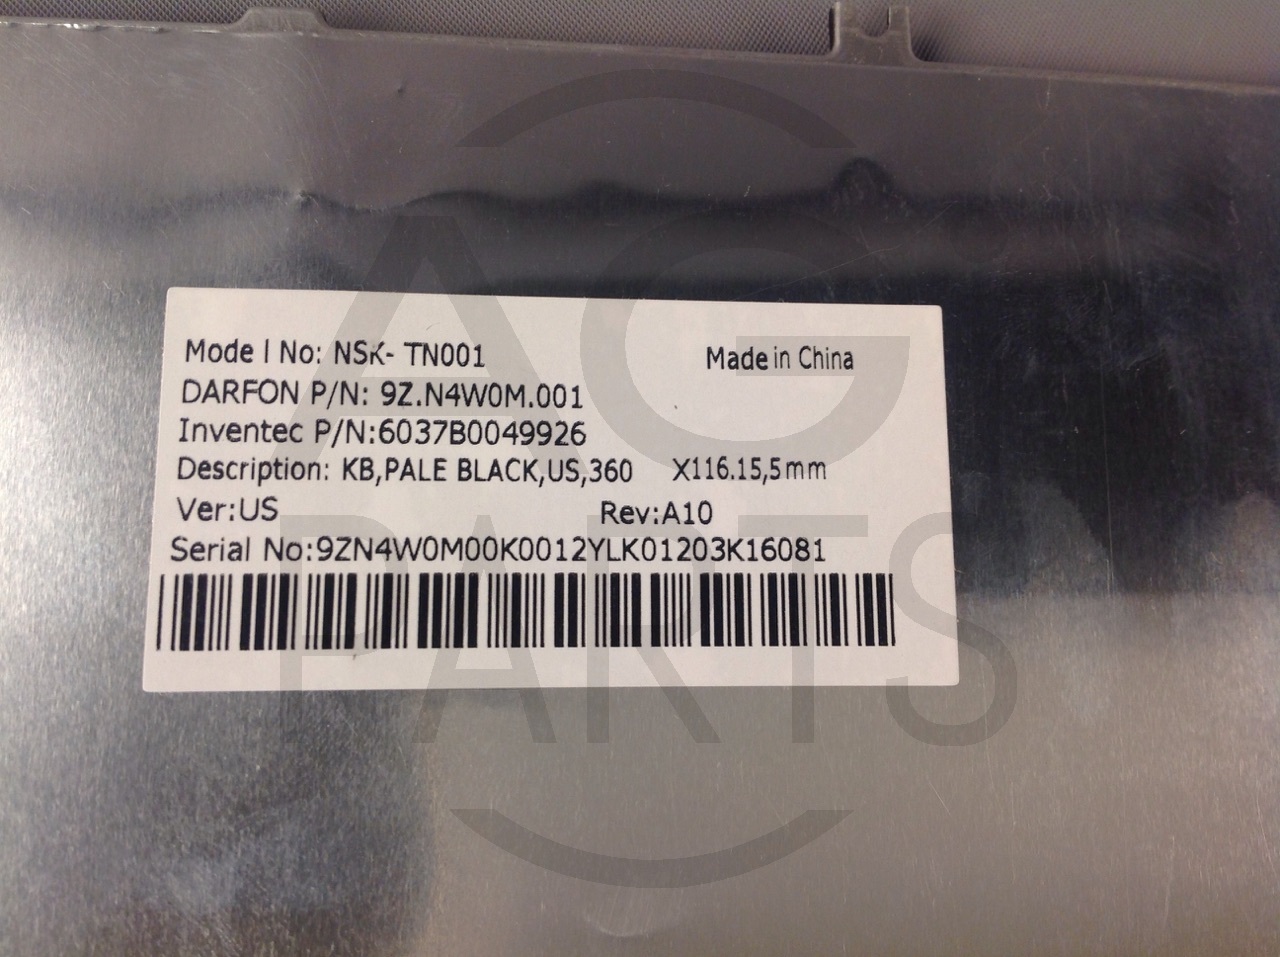 Mode l No: NSK- TN001 Made in China
DARFON P/N: 9Z.N4W0M.001
Inventec P/N:6037B0049926
Description: KB,PALE BLACK,US,360 X116.15,5mm
Ver:US Rev:A10
Serial No:9ZN4W0M00K0012YLK01203K16081
AG
PARTS